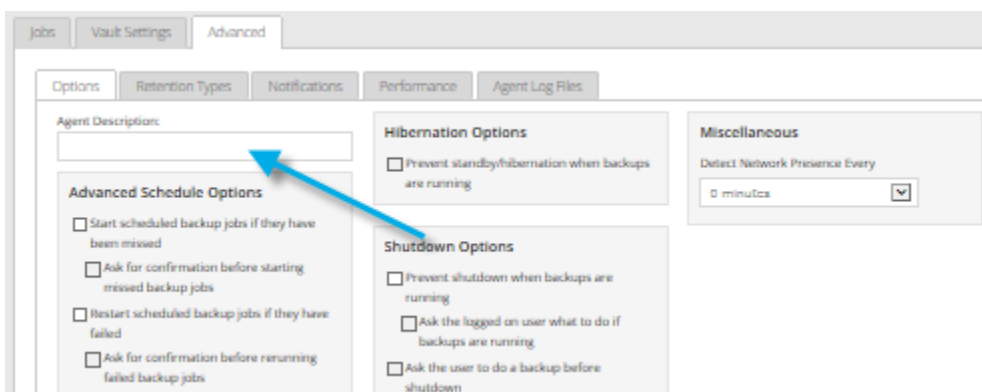 Jobs Vault Settings Advanced
Options Retention Types Notifications Performance Agent Log Files
Agent Description:
Advanced Schedule Options
Start scheduled backup jobs if they have
been missed
Ask for confirmation before starting
missed backup jobs
Restart scheduled backup jobs if they have
failed
Ask for confirmation before rerunning
failed backup jobs
Hibernation Options
Prevent standby/hibernation when backups
are running
Shutdown Options
Prevent shutdown when backups are
running
Ask the logged on user what to do if
backups are running
Ask the user to do a backup before
shutdown
Miscellaneous
Detect Network Presence Every
0 minutes